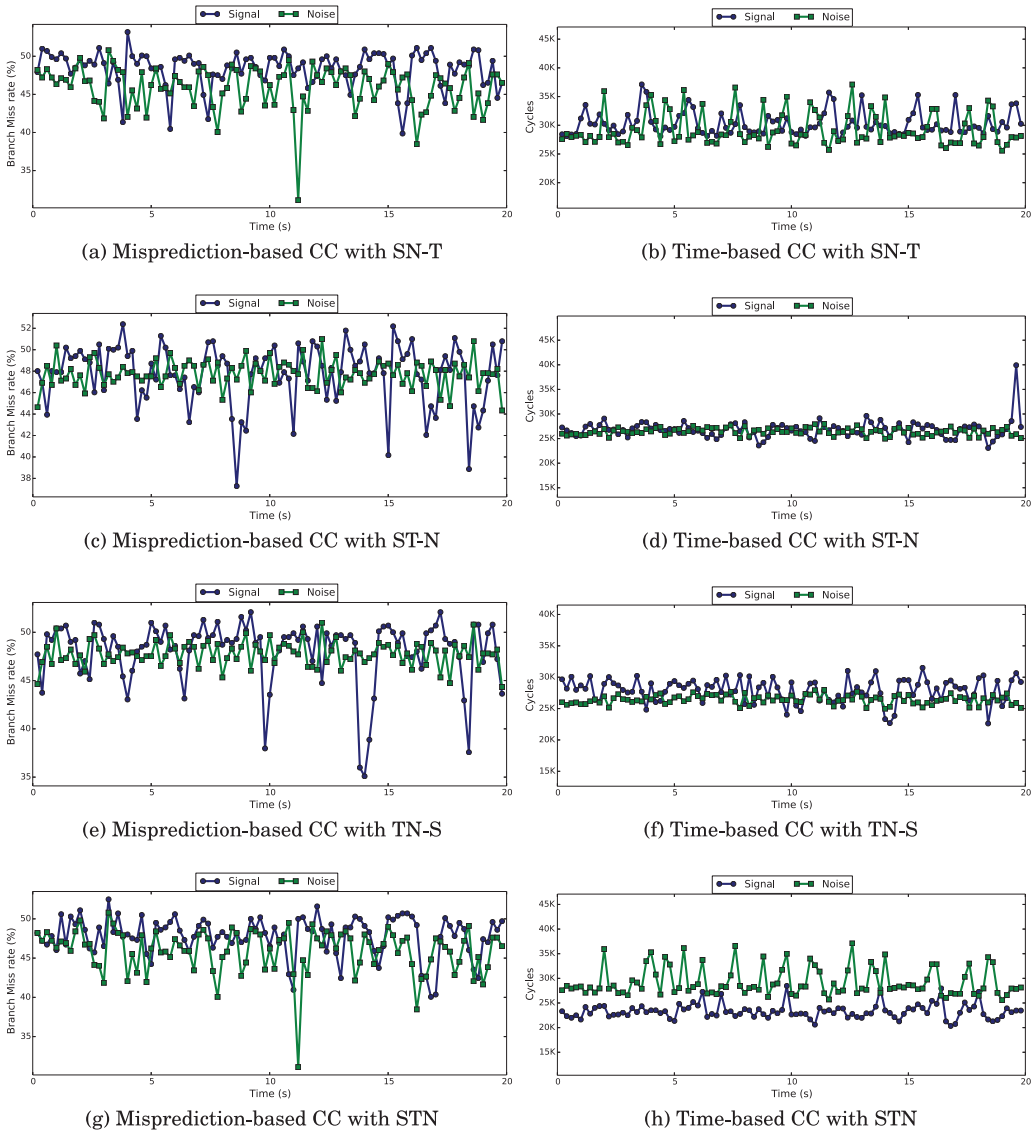 Signal Noise
Branch Miss rate (%)
50
45
40
35
0 5 10 15 20
Time (s)
(a) Misprediction-based CC with SN-T
Signal Noise
Cycles
45K
40K
35K
30K
25K
20K
0 5 10 15 20
Time (s)
(b) Time-based CC with SN-T
Signal Noise
Branch Miss rate (%)
52
50
48
46
44
42
40
38
0 5 10 15 20
Time (s)
(c) Misprediction-based CC with ST-N
Signal Noise
Cycles
45K
40K
35K
30K
25K
20K
15K
0 5 10 15 20
Time (s)
(d) Time-based CC with ST-N
Signal Noise
Branch Miss rate (%)
50
45
40
35
0 5 10 15 20
Time (s)
(e) Misprediction-based CC with TN-S
Signal Noise
Cycles
40K
35K
30K
25K
20K
15K
0 5 10 15 20
Time (s)
(f) Time-based CC with TN-S
Signal Noise
Branch Miss rate (%)
50
45
40
35
0 5 10 15 20
Time (s)
(g) Misprediction-based CC with STN
Signal Noise
Cycles
45K
40K
35K
30K
25K
20K
15K
0 5 10 15 20
Time (s)
(h) Time-based CC with STN